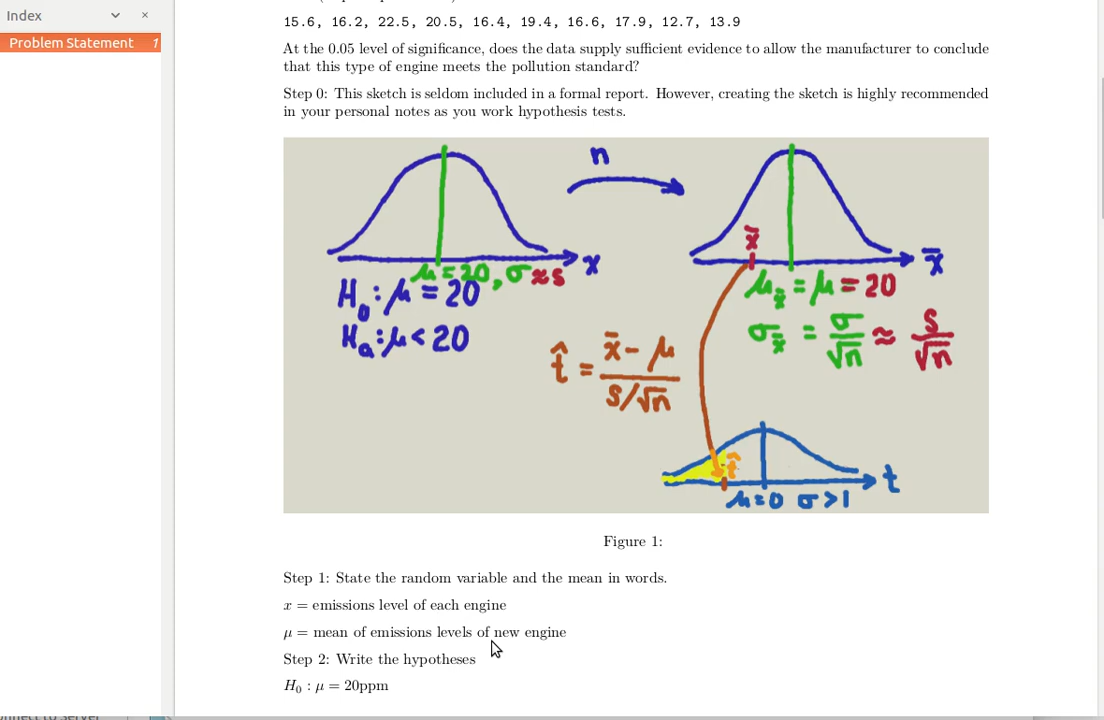 Index
Problem Statement 1
15.6, 16.2, 22.5, 20.5, 16.4, 19.4, 16.6, 17.9, 12.7, 13.9
At the 0.05 level of significance, does the data supply sufficient evidence to allow the manufacturer to conclude
that this type of engine meets the pollution standard?
Step 0: This sketch is seldom included in a formal report. However, creating the sketch is highly recommended
in your personal notes as you work hypothesis tests.
n
x̄
x
x̄
μ = 20, σ ≈ s
H₀ : μ = 20
Hₐ : μ < 20
μₓ̄ = μ = 20
σₓ̄ = σ/√n ≈ s/√n
t̂ = (x̄ − μ)/(s/√n)
t̂
t
μ=0 σ>1
Figure 1:
Step 1: State the random variable and the mean in words.
x = emissions level of each engine
μ = mean of emissions levels of new engine
Step 2: Write the hypotheses
H₀ : μ = 20ppm